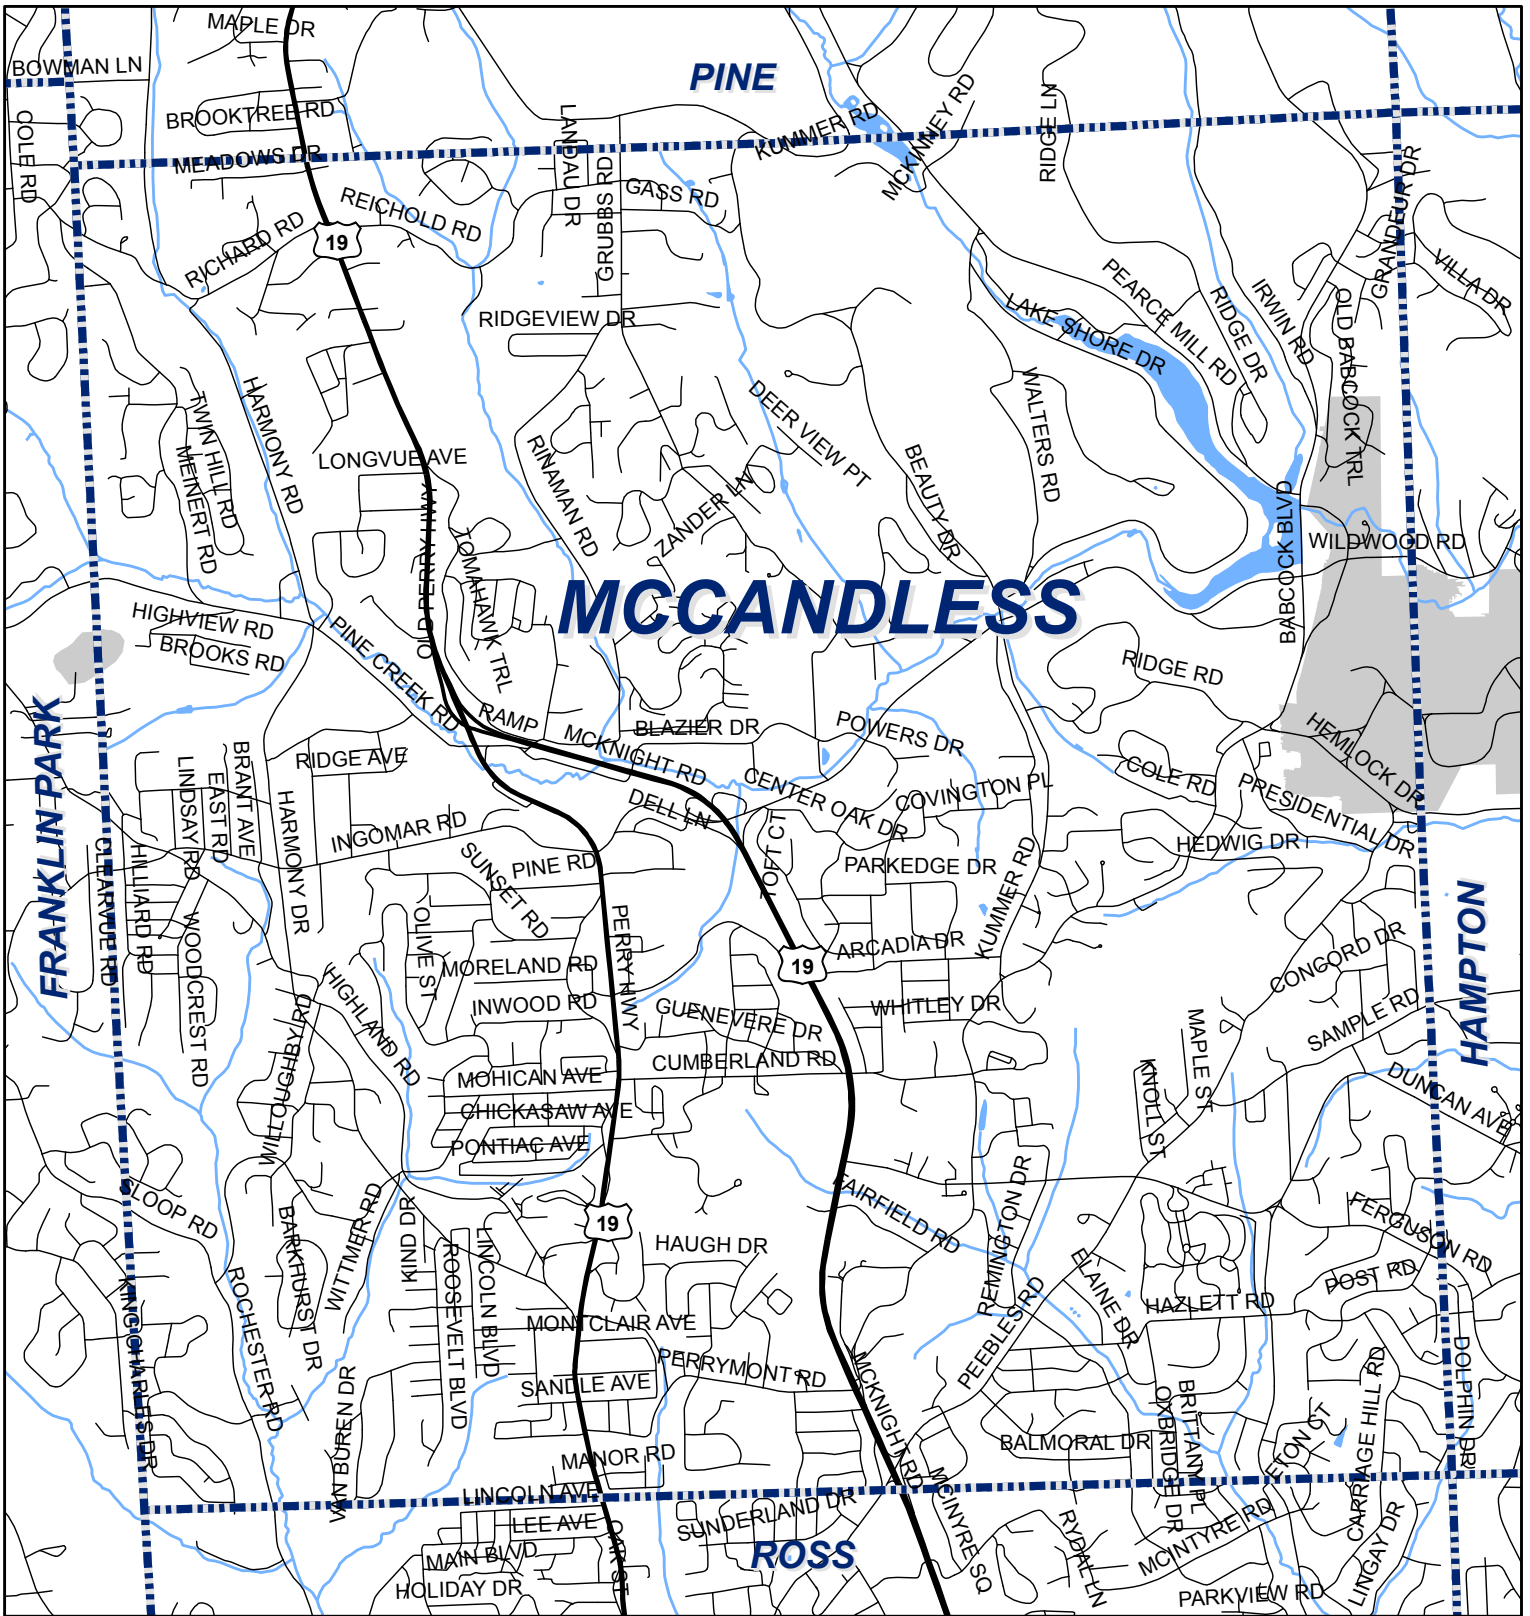 MAPLE DR
BOWMAN LN
PINE
BROOKTREE RD
COLE RD
MEADOWS DR
LANDAU DR
GRUBBS RD
GASS RD
KUMMER RD
MCKINNEY RD
RIDGE LN
GRANDEUR DR
VILLA DR
REICHOLD RD
RICHARD RD
19
RIDGEVIEW DR
LAKE SHORE DR
PEARCE MILL RD
RIDGE DR
IRWIN RD
OLD BABCOCK TRL
TWIN HILL RD
MEINERT RD
HARMONY RD
LONGVUE AVE
OLD PERRY HWY
TOMAHAWK TRL
RINAMAN RD
ZANDER LN
DEER VIEW PT
BEAUTY DR
WALTERS RD
BABCOCK BLVD
WILDWOOD RD
MCCANDLESS
HIGHVIEW RD
BROOKS RD
PINE CREEK RD
RAMP
MCKNIGHT RD
BLAZIER DR
POWERS DR
RIDGE RD
HEMLOCK DR
FRANKLIN PARK
LINDSAY RD
EAST RD
BRANT AVE
RIDGE AVE
HARMONY DR
INGOMAR RD
DELL LN
CENTER OAK DR
COVINGTON PL
COLE RD
PRESIDENTIAL DR
HEDWIG DR
CLEARVUE RD
HILLIARD RD
WOODCREST RD
SUNSET RD
PINE RD
TOFT CT
PARKEDGE DR
KUMMER RD
OLIVE ST
PERRY HWY
HAMPTON
MORELAND RD
19
ARCADIA DR
CONGORD DR
HIGHLAND RD
INWOOD RD
GUENEVERE DR
WHITLEY DR
SAMPLE RD
WILLOUGHBY RD
MOHICAN AVE
CUMBERLAND RD
MAPLE ST
KNOLL ST
DUNCAN AVE
CHICKASAW AVE
PONTIAC AVE
SLOOP RD
BARKHURST DR
WITTMER RD
KIND DR
ROOSEVELT BLVD
LINCOLN BLVD
19
HAUGH DR
FAIRFIELD RD
REMINGTON DR
FERGUSON RD
POST RD
ELAINE DR
HAZLETT RD
PEEBLES RD
KINGCHARLES DR
ROCHESTER RD
MONTCLAIR AVE
PERRYMONT RD
SANDLE AVE
VAN BUREN DR
MCKNIGHT RD
BALMORAL DR
OXBRIDGE DR
BRITTANY PL
ETON CT
CARRIAGE HILL RD
DOLPHIN DR
MANOR RD
LINCOLN AVE
LEE AVE
SUNDERLAND DR
MCINYRE SQ
RYDAL LN
MCINTYRE RD
LINGAY DR
MAIN BLVD
OAK ST
ROSS
HOLIDAY DR
PARKVIEW RD